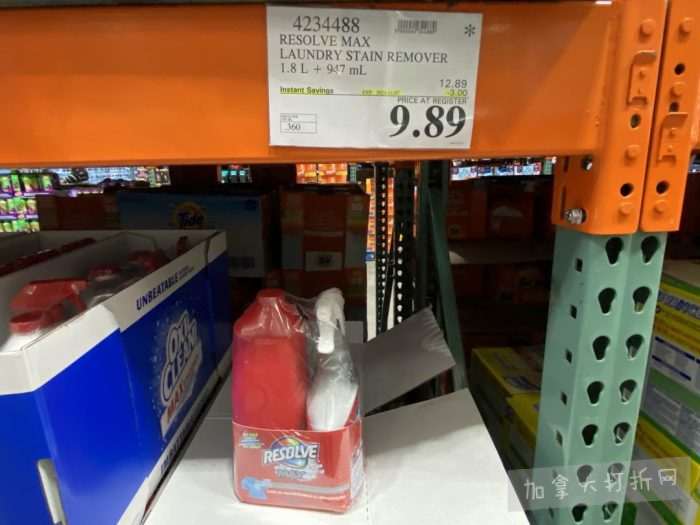 4234488
RESOLVE MAX
LAUNDRY STAIN REMOVER
1.8 L + 947 mL
*
12.89
Instant Savings
-3.00
PRICE AT REGISTER
9.89
.360
Tide
UNBEATABLE
OXI
CLEAN
MAX
RESOLVE
MAX
加拿大打折网